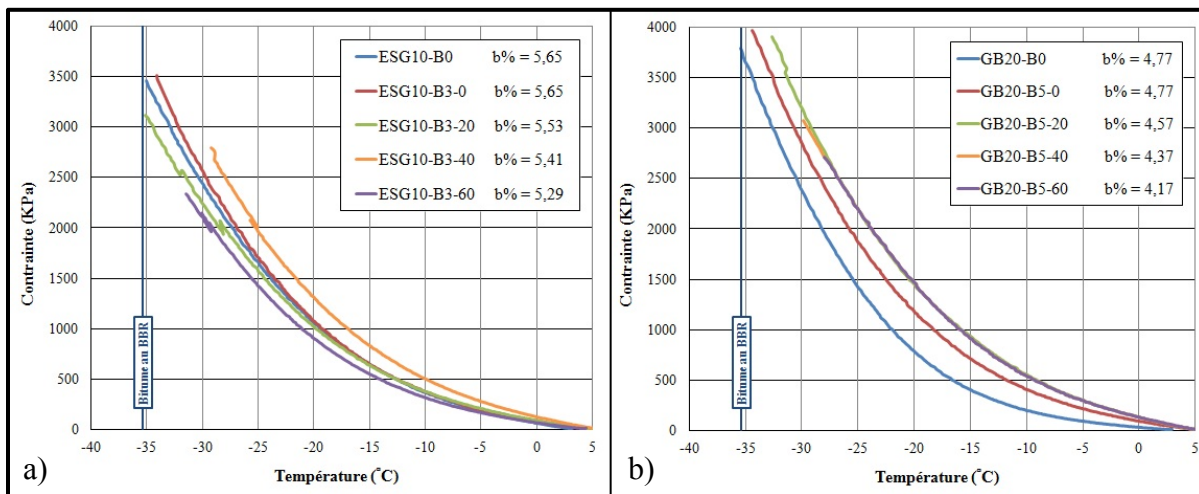 4000
3500
3000
2500
2000
1500
1000
500
0
Contrainte (KPa)
ESG10-B0 b% = 5,65
ESG10-B3-0 b% = 5,65
ESG10-B3-20 b% = 5,53
ESG10-B3-40 b% = 5,41
ESG10-B3-60 b% = 5,29
Bitume au BBR
-40 -35 -30 -25 -20 -15 -10 -5 0 5
Température (°C)
a)
4000
3500
3000
2500
2000
1500
1000
500
0
Contrainte (KPa)
GB20-B0 b% = 4,77
GB20-B5-0 b% = 4,77
GB20-B5-20 b% = 4,57
GB20-B5-40 b% = 4,37
GB20-B5-60 b% = 4,17
Bitume au BBR
-40 -35 -30 -25 -20 -15 -10 -5 0 5
Température (°C)
b)